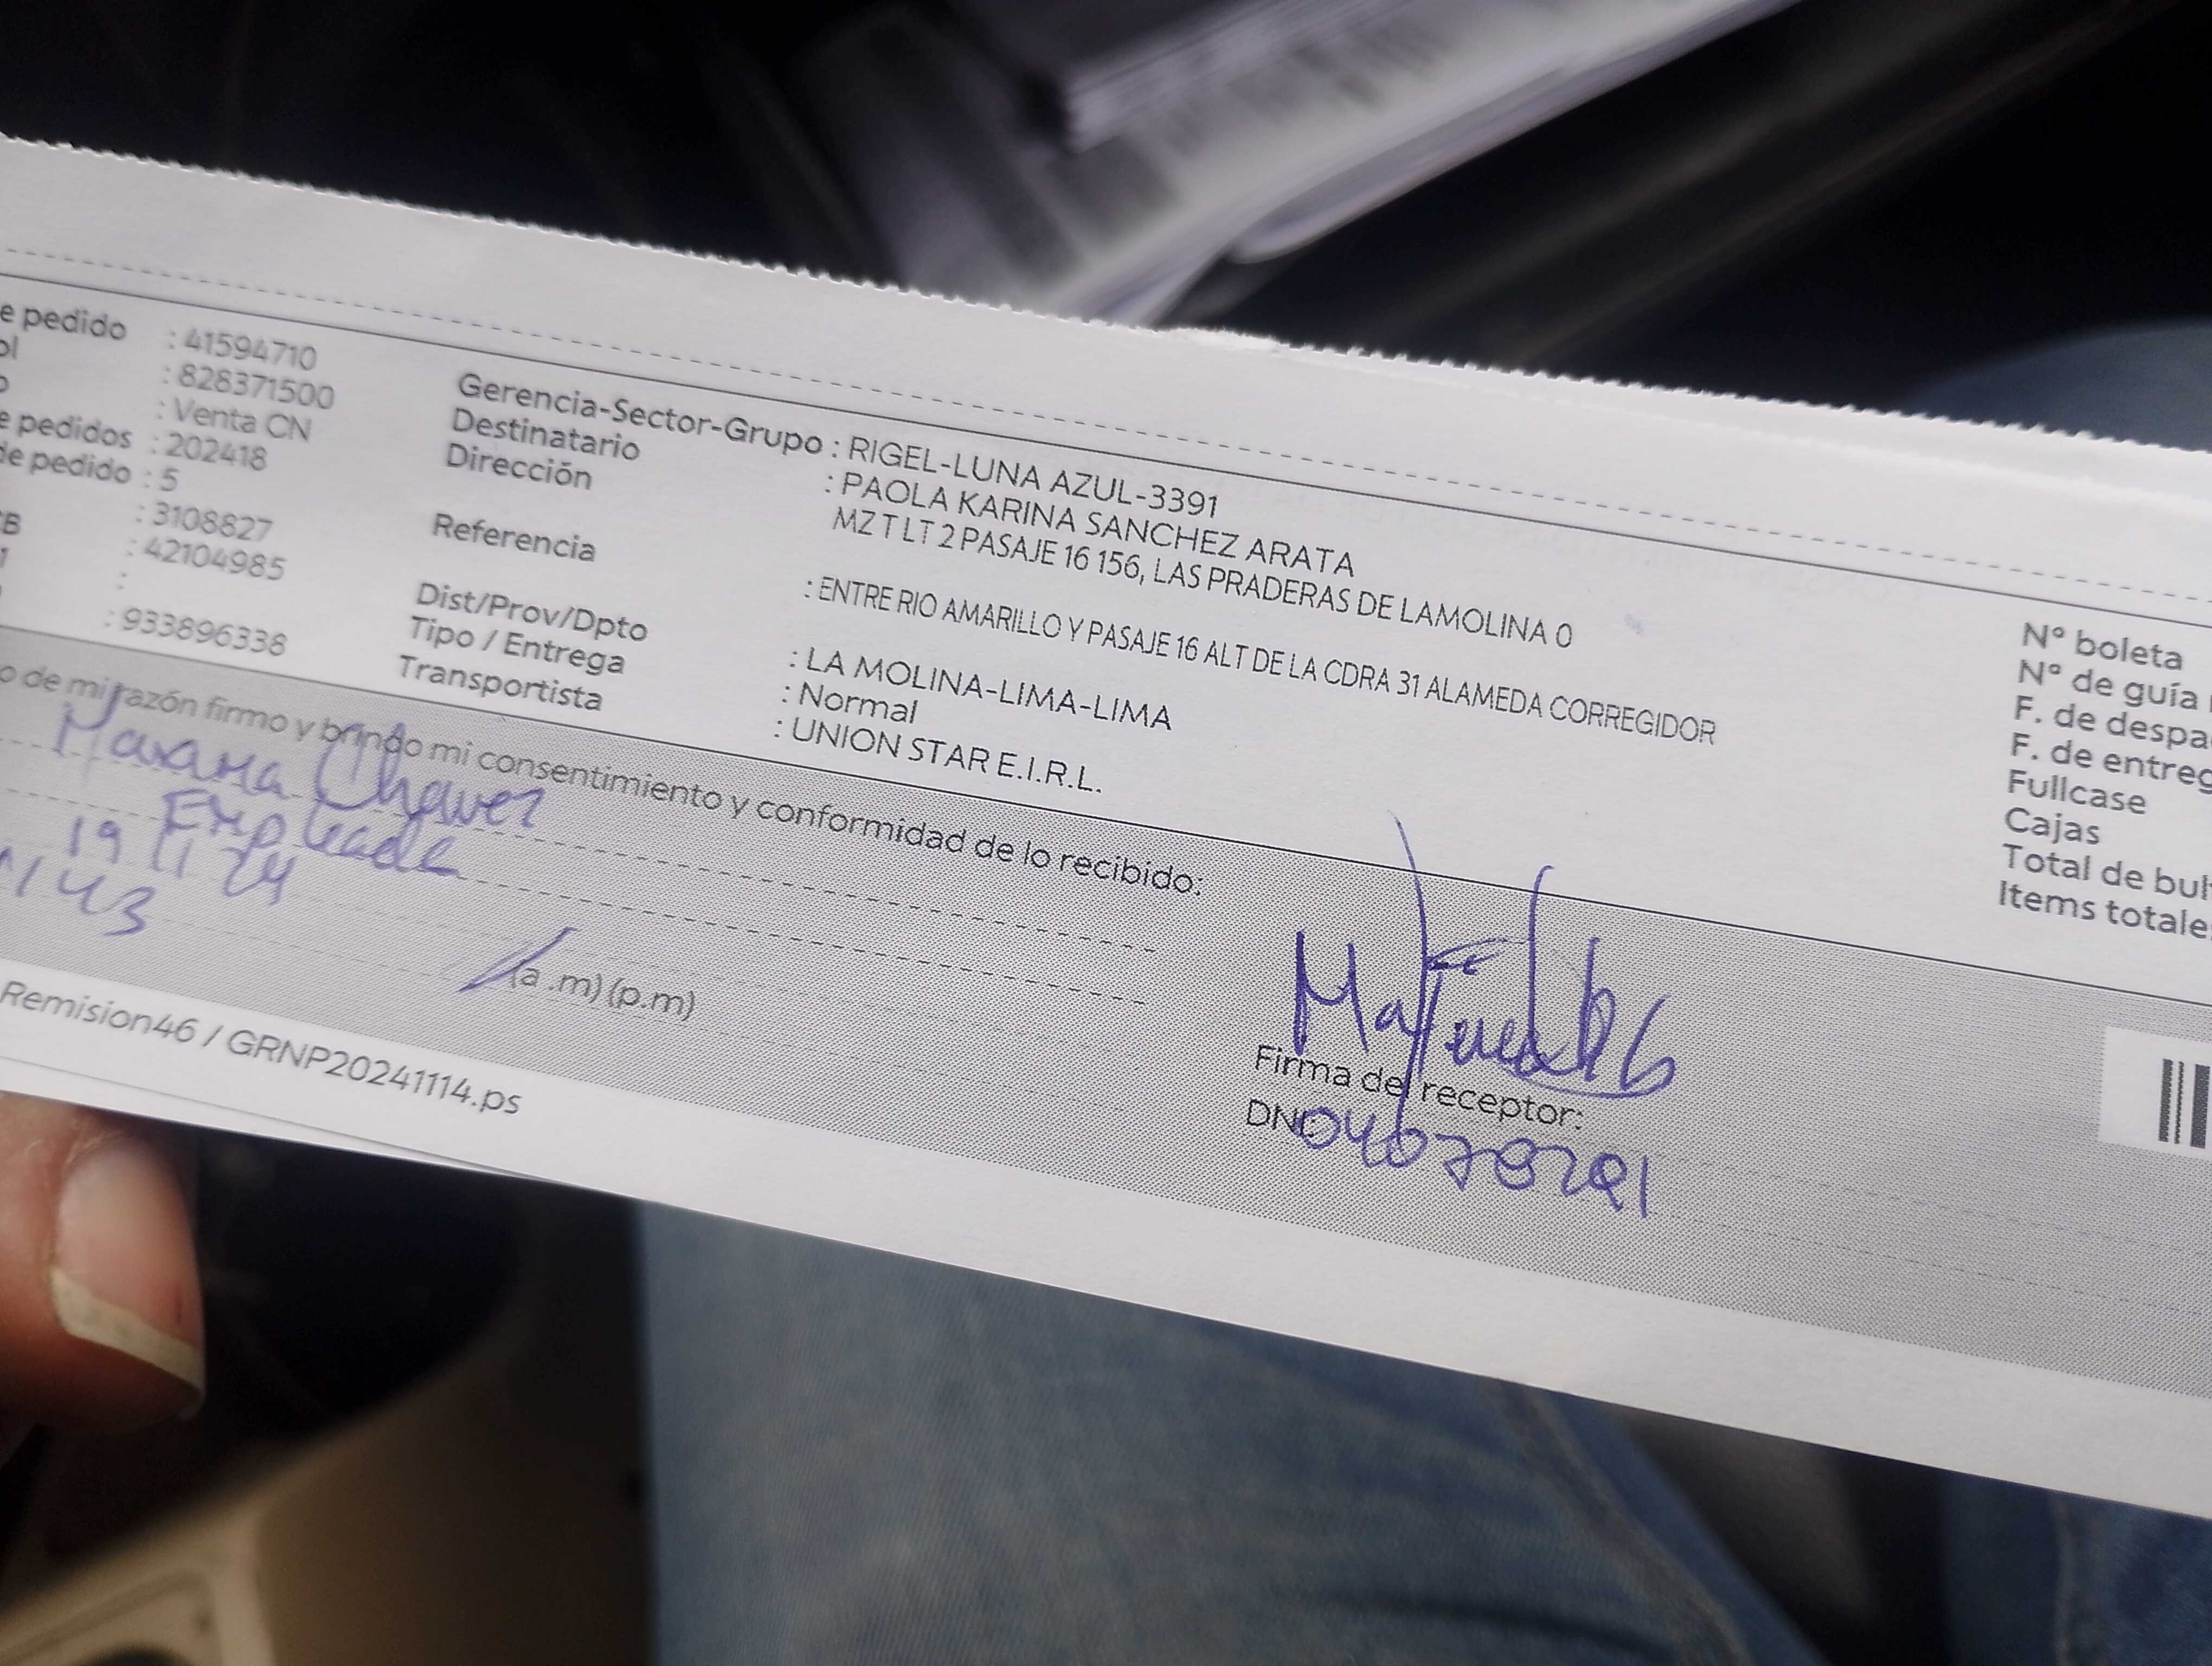 e pedido : 41594710
ol : 828371500
o : Venta CN
e pedidos : 202418
de pedido : 5
CB : 3108827
1 : 42104985
:
: 933896338
Gerencia-Sector-Grupo : RIGEL-LUNA AZUL-3391
Destinatario : PAOLA KARINA SANCHEZ ARATA
Dirección MZ T LT 2 PASAJE 16 156, LAS PRADERAS DE LAMOLINA 0
Referencia : ENTRE RIO AMARILLO Y PASAJE 16 ALT DE LA CDRA 31 ALAMEDA CORREGIDOR
Dist/Prov/Dpto : LA MOLINA-LIMA-LIMA
Tipo / Entrega : Normal
Transportista : UNION STAR E.I.R.L.
Nº boleta
Nº de guía
F. de despa
F. de entreg
Fullcase
Cajas
Total de bul
Items totale
o de mi razón firmo y brindo mi consentimiento y conformidad de lo recibido:
Chavez
Empleada
19 11 24
43
(a .m) (p.m)
Firma del receptor:
DNI: 04078291
Remision46 / GRNP20241114.ps